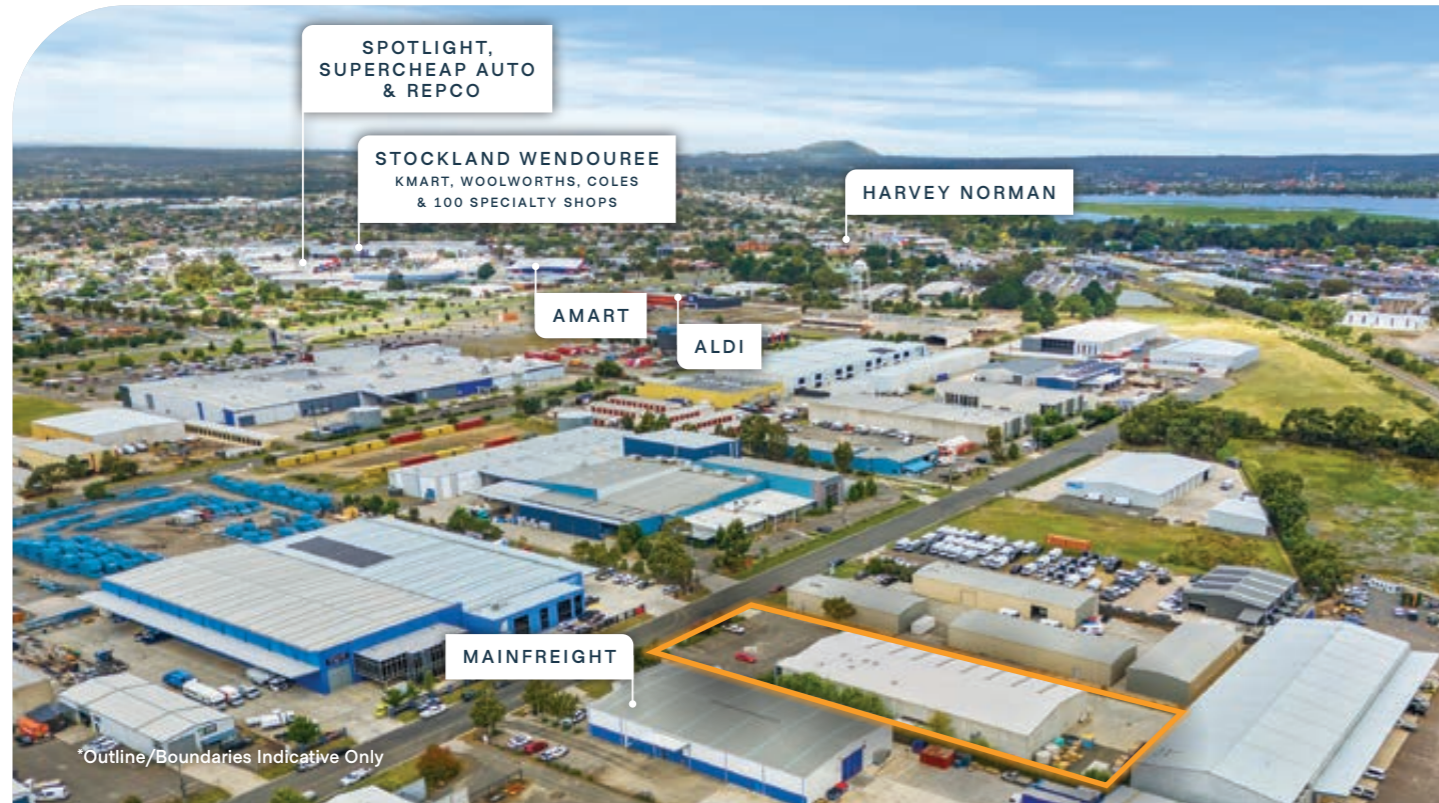 SPOTLIGHT,
SUPERCHEAP AUTO
& REPCO
STOCKLAND WENDOUREE
KMART, WOOLWORTHS, COLES
& 100 SPECIALTY SHOPS
HARVEY NORMAN
AMART
ALDI
MAINFREIGHT
*Outline/Boundaries Indicative Only